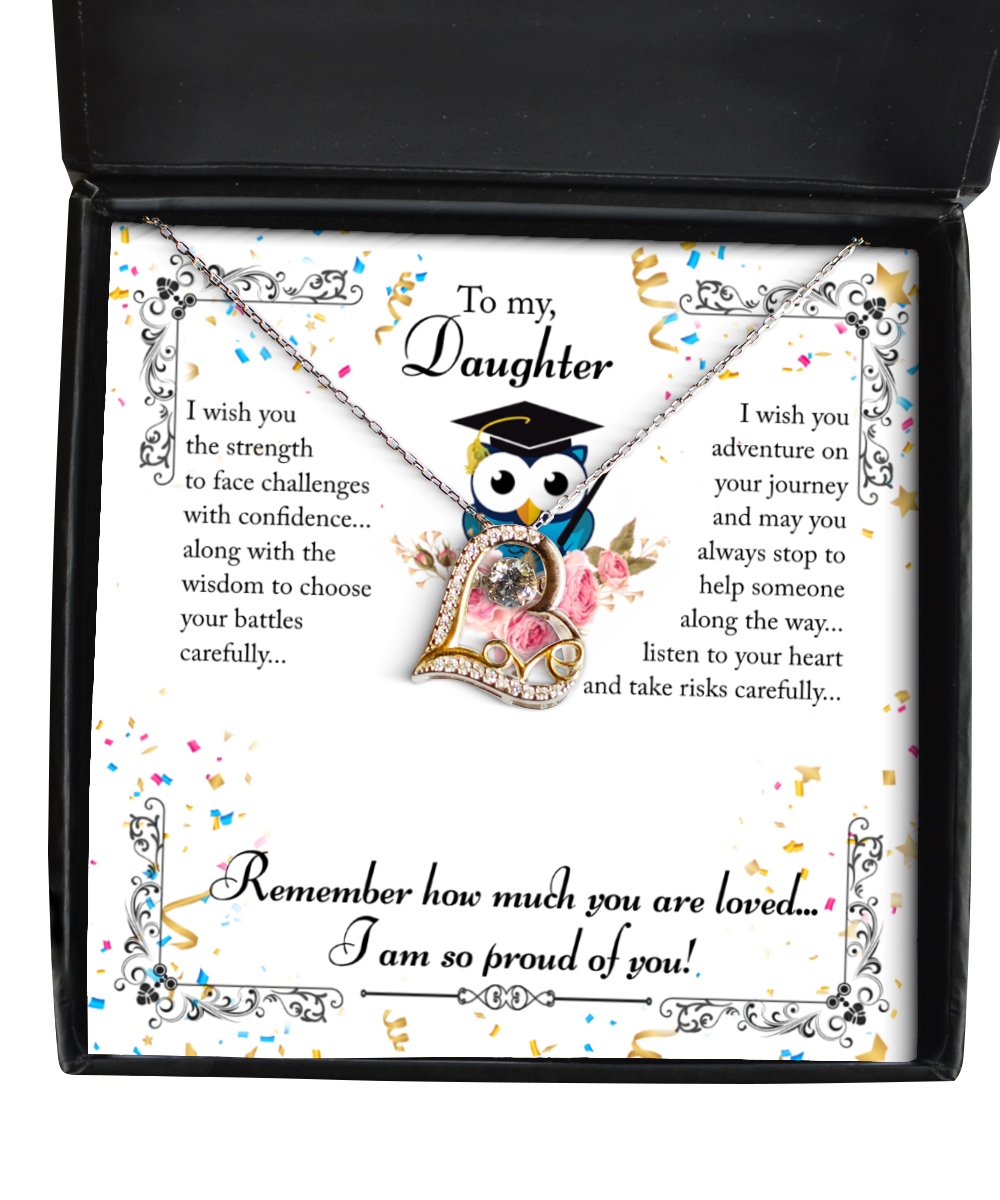 To my,
Daughter
I wish you
the strength
to face challenges
with confidence...
along with the
wisdom to choose
your battles
carefully...
I wish you
adventure on
your journey
and may you
always stop to
help someone
along the way...
listen to your heart
and take risks carefully...
Love
Remember how much you are loved...
I am so proud of you!